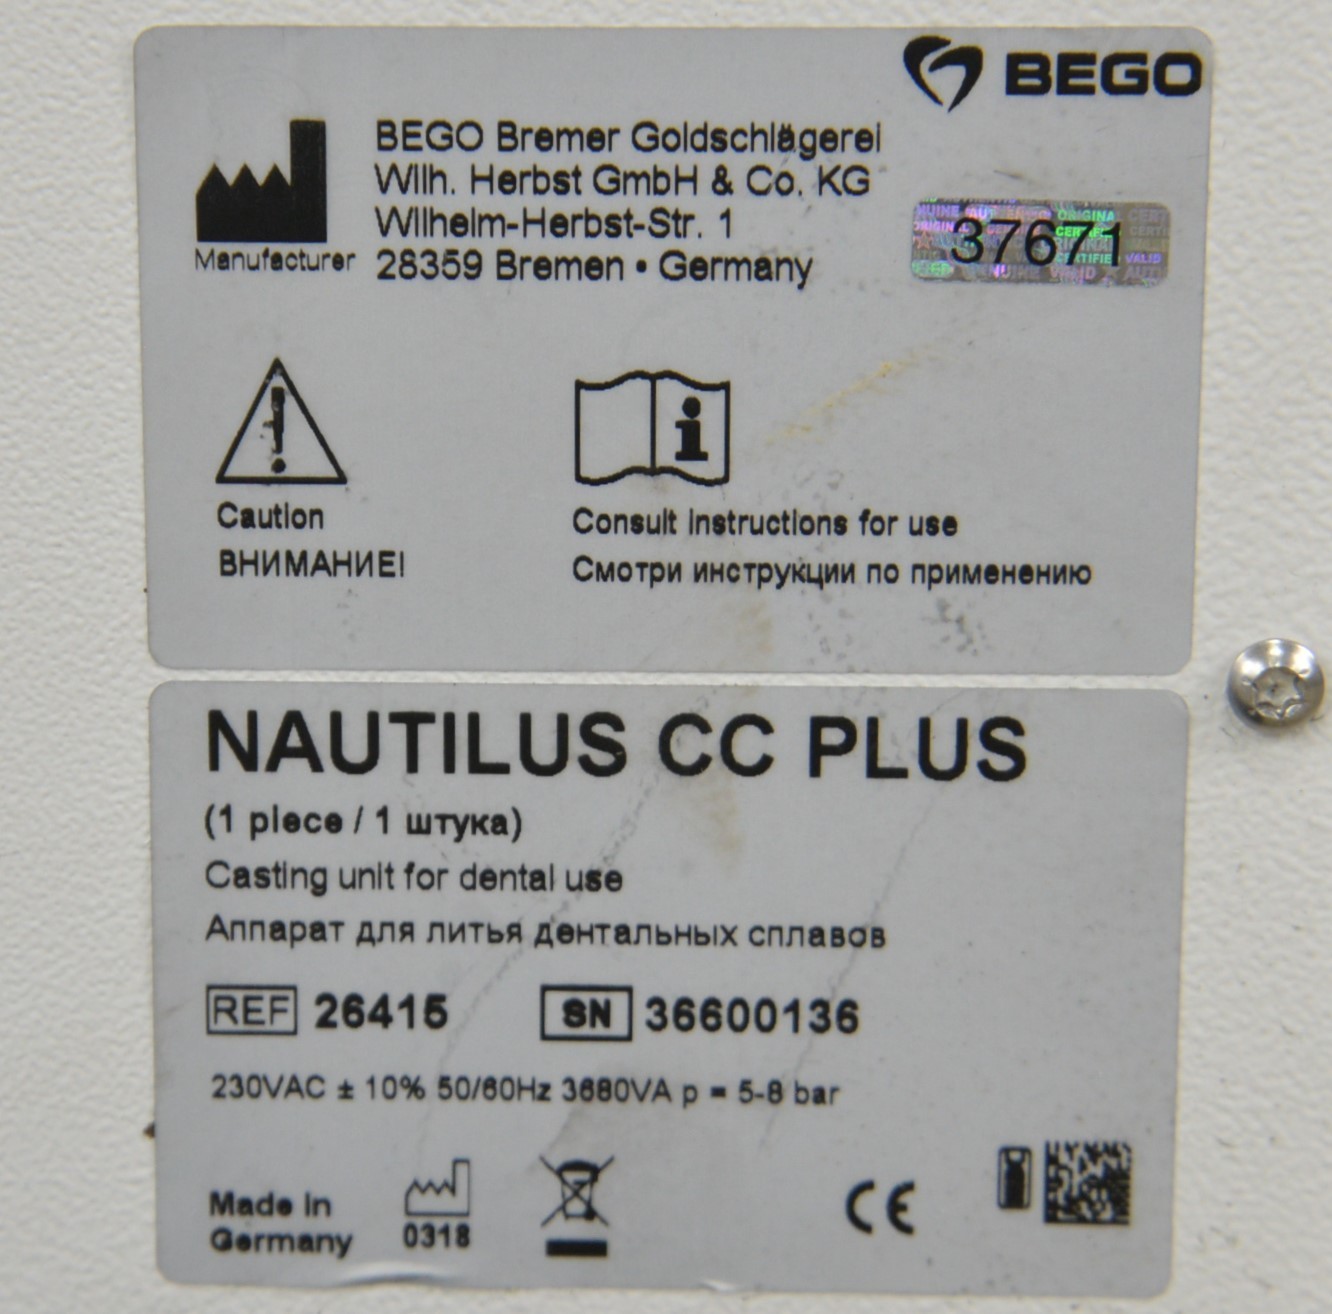 BEGO
BEGO Bremer Goldschlägerei
Wilh. Herbst GmbH & Co. KG
Wilhelm-Herbst-Str. 1
28359 Bremen • Germany
Manufacturer
37671
Caution
ВНИМАНИЕ!
Consult instructions for use
Смотри инструкции по применению
NAUTILUS CC PLUS
(1 piece / 1 штука)
Casting unit for dental use
Аппарат для литья дентальных сплавов
REF 26415 SN 36600136
230VAC ± 10% 50/60Hz 3680VA p = 5-8 bar
Made in
Germany
0318
CE